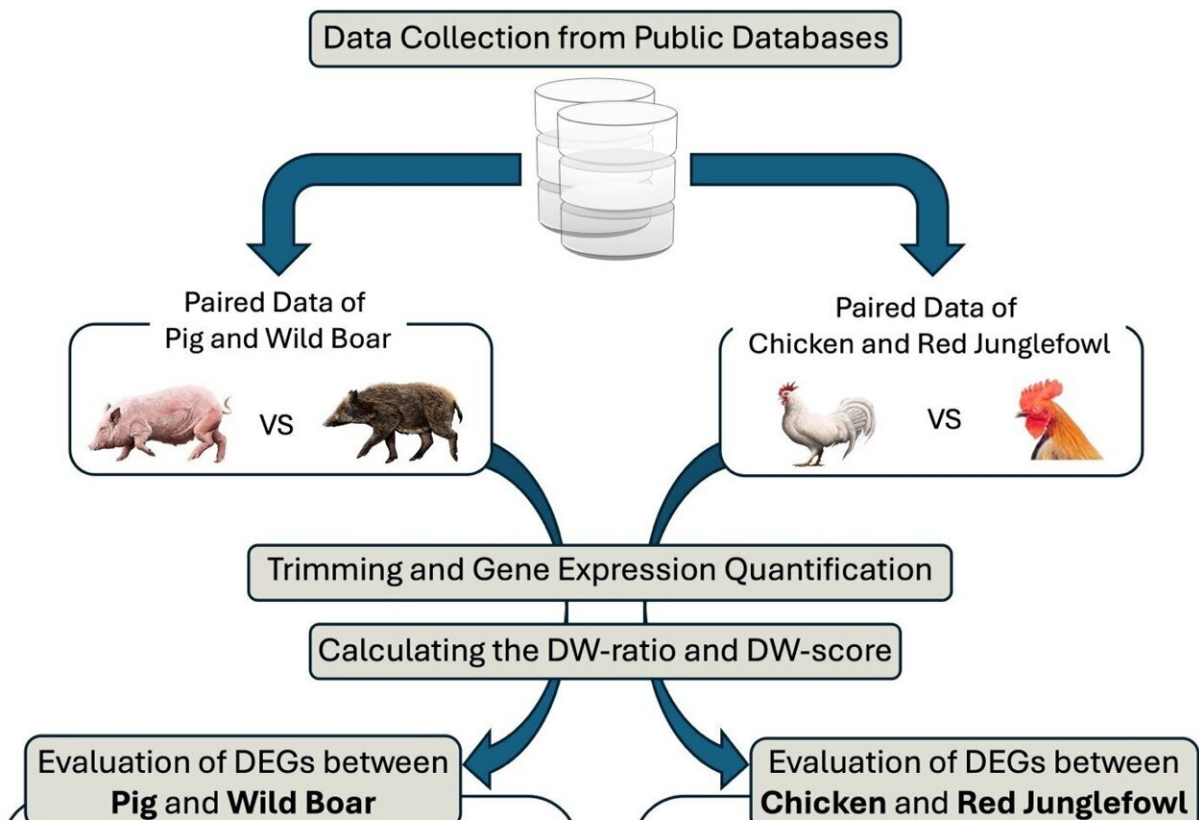 Data Collection from Public Databases
Paired Data of
Pig and Wild Boar
VS
Paired Data of
Chicken and Red Junglefowl
VS
Trimming and Gene Expression Quantification
Calculating the DW-ratio and DW-score
Evaluation of DEGs between
Pig and Wild Boar
Evaluation of DEGs between
Chicken and Red Junglefowl